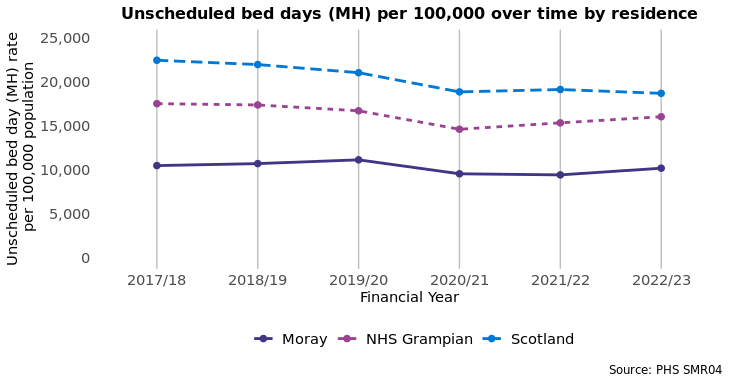 Unscheduled bed days (MH) per 100,000 over time by residence
Unscheduled bed day (MH) rate
per 100,000 population
25,000
20,000
15,000
10,000
5,000
0
2017/18 2018/19 2019/20 2020/21 2021/22 2022/23
Financial Year
Moray NHS Grampian Scotland
Source: PHS SMR04